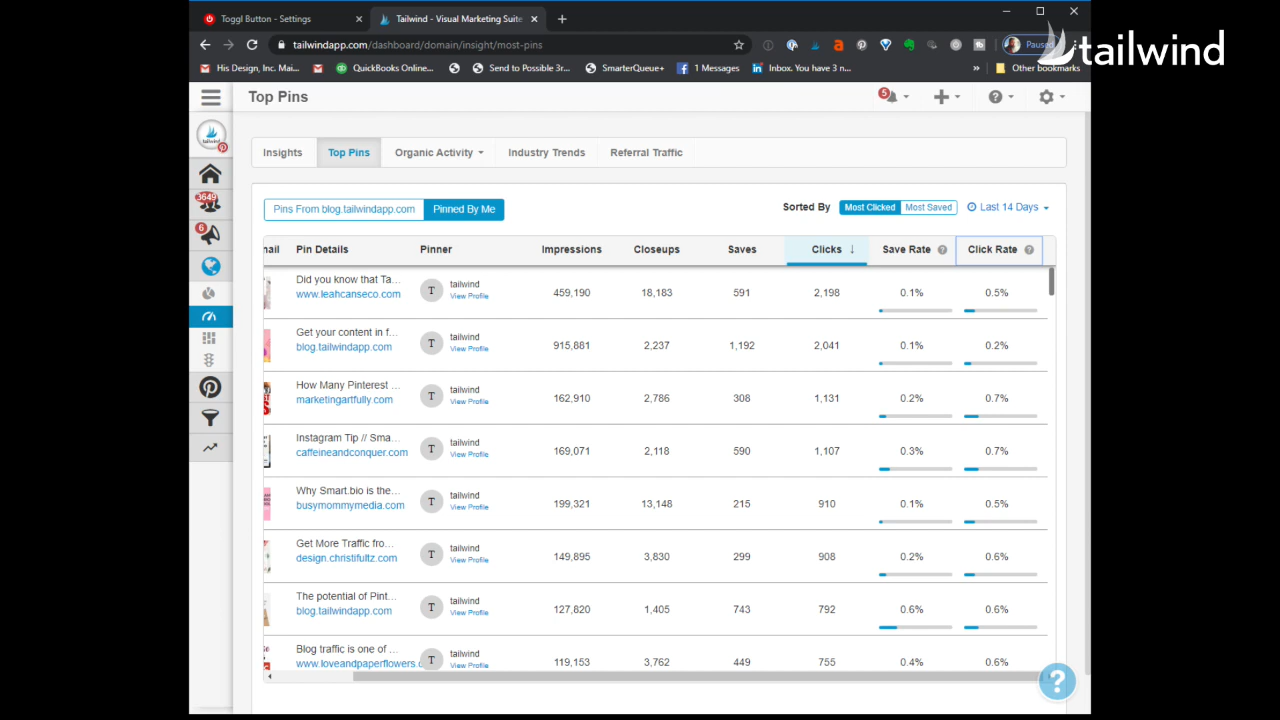 Toggl Button - Settings
Tailwind - Visual Marketing Suite
tailwindapp.com/dashboard/domain/insight/most-pins
Paused
tailwind
His Design, Inc. Mai...
QuickBooks Online...
Send to Possible 3r...
SmarterQueue+
1 Messages
Inbox. You have 3 n...
Other bookmarks
Top Pins
5
tailwind
3649
6
Insights
Top Pins
Organic Activity
Industry Trends
Referral Traffic
Pins From blog.tailwindapp.com
Pinned By Me
Sorted By
Most Clicked
Most Saved
Last 14 Days
nail Pin Details Pinner Impressions Closeups Saves Clicks ↓ Save Rate Click Rate
Did you know that Ta...
www.leahcanseco.com
T
tailwind
View Profile
459,190 18,183 591 2,198 0.1% 0.5%
Get your content in f...
blog.tailwindapp.com
T
tailwind
View Profile
915,881 2,237 1,192 2,041 0.1% 0.2%
How Many Pinterest ...
marketingartfully.com
T
tailwind
View Profile
162,910 2,786 308 1,131 0.2% 0.7%
Instagram Tip // Sma...
caffeineandconquer.com
T
tailwind
View Profile
169,071 2,118 590 1,107 0.3% 0.7%
Why Smart.bio is the...
busymommymedia.com
T
tailwind
View Profile
199,321 13,148 215 910 0.1% 0.5%
Get More Traffic fro...
design.christifultz.com
T
tailwind
View Profile
149,895 3,830 299 908 0.2% 0.6%
The potential of Pint...
blog.tailwindapp.com
T
tailwind
View Profile
127,820 1,405 743 792 0.6% 0.6%
Blog traffic is one of ...
www.loveandpaperflowers.c
T
tailwind
View Profile
119,153 3,762 449 755 0.4% 0.6%
?